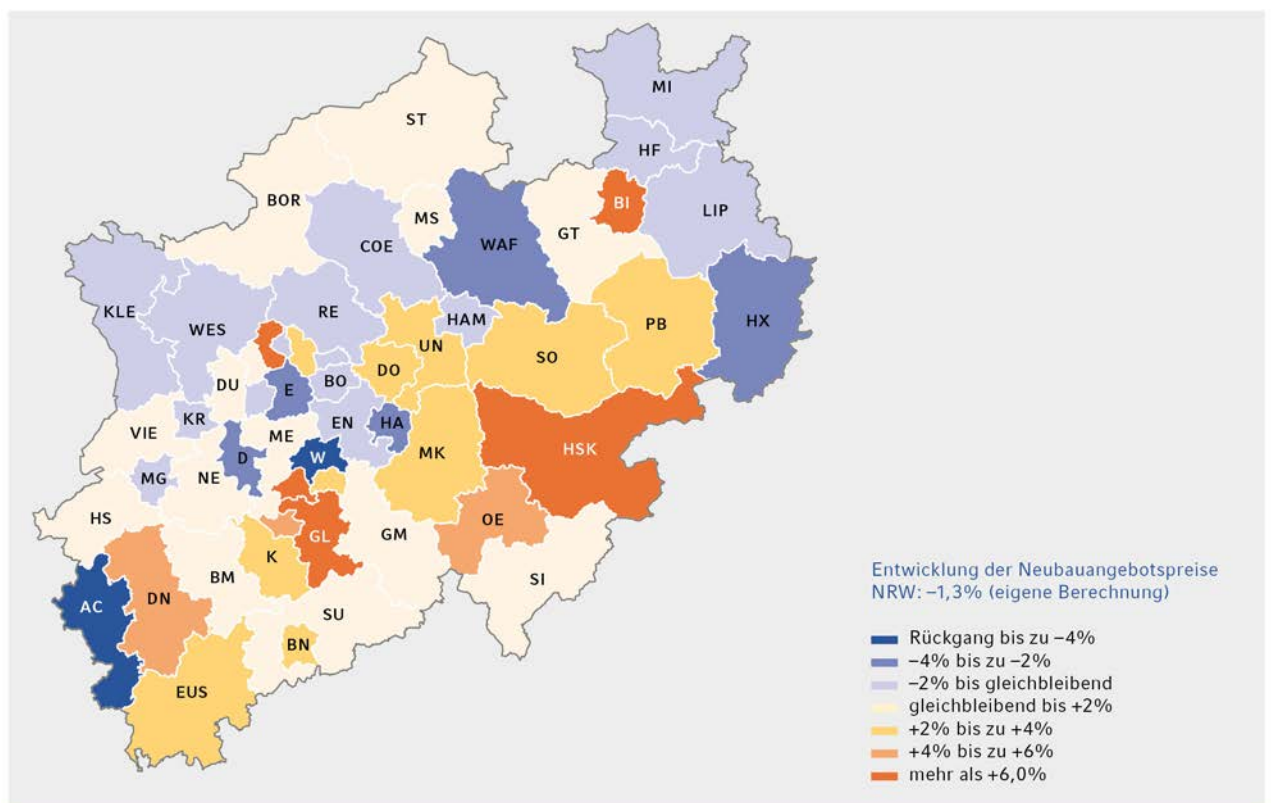 MI
ST
HF
BOR
BI
LIP
MS
GT
COE
WAF
KLE
RE
HAM
WES
PB
HX
UN
SO
DO
DU
BO
E
KR
EN
HA
VIE
ME
MK
HSK
D
W
MG
NE
HS
OE
GL
GM
K
BM
SI
DN
AC
SU
BN
EUS
Entwicklung der Neubauangebotspreise
NRW: –1,3% (eigene Berechnung)
Rückgang bis zu –4%
–4% bis zu –2%
–2% bis gleichbleibend
gleichbleibend bis +2%
+2% bis zu +4%
+4% bis zu +6%
mehr als +6,0%